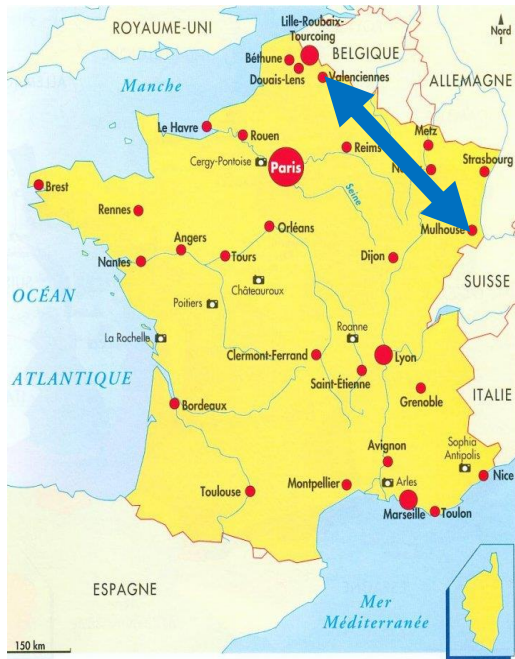 Nord
ROYAUME-UNI
Lille-Roubaix-
Tourcoing
BELGIQUE
Béthune
Douais-Lens
Valenciennes
ALLEMAGNE
Manche
Le Havre
Rouen
Reims
Metz
Strasbourg
Cergy-Pontoise
Paris
Brest
Seine
Rennes
Mulhouse
Orléans
Angers
Tours
Dijon
Nantes
SUISSE
OCÉAN
Châteauroux
Poitiers
La Rochelle
Roanne
Clermont-Ferrand
Lyon
ATLANTIQUE
Saint-Étienne
Grenoble
ITALIE
Bordeaux
Sophia
Antipolis
Avignon
Nice
Toulouse
Montpellier
Arles
Marseille
Toulon
ESPAGNE
Mer
Méditerranée
150 km